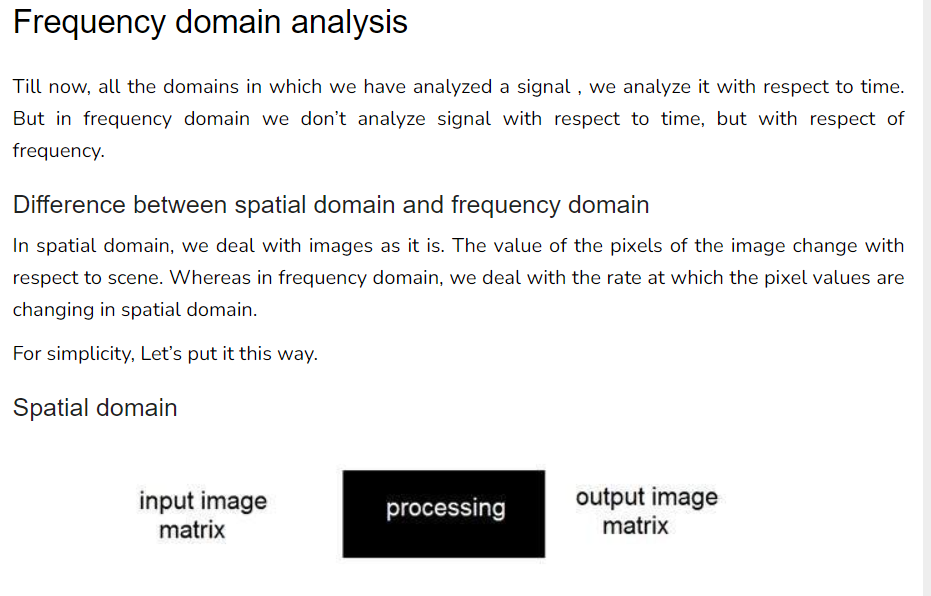 Frequency domain analysis
Till now, all the domains in which we have analyzed a signal , we analyze it with respect to time.
But in frequency domain we don’t analyze signal with respect to time, but with respect of
frequency.
Difference between spatial domain and frequency domain
In spatial domain, we deal with images as it is. The value of the pixels of the image change with
respect to scene. Whereas in frequency domain, we deal with the rate at which the pixel values are
changing in spatial domain.
For simplicity, Let’s put it this way.
Spatial domain
input image
matrix
processing
output image
matrix